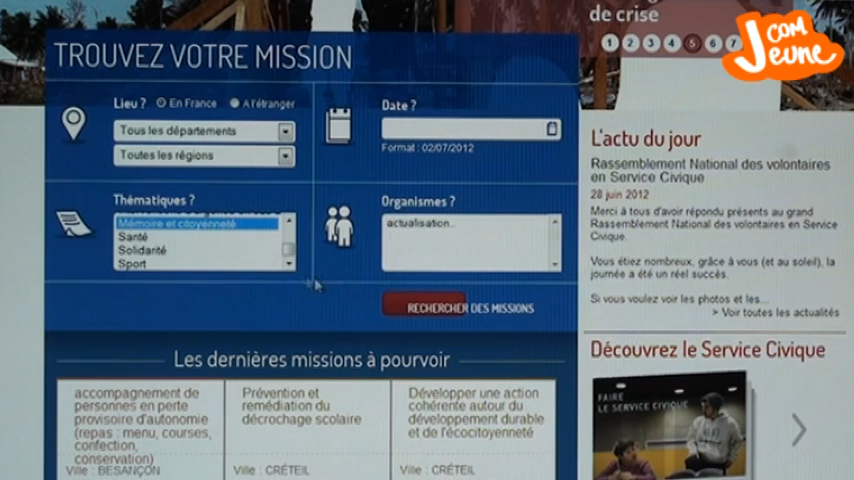 de crise
1 2 3 4 5 6 7
J com Jeune
TROUVEZ VOTRE MISSION
Lieu ? En France A l'étranger
Tous les départements
Toutes les régions
Date ?
Format : 02/07/2012
Thématiques ?
Mémoire et citoyenneté
Santé
Solidarité
Sport
Organismes ?
actualisation...
RECHERCHER DES MISSIONS
L'actu du jour
Rassemblement National des volontaires
en Service Civique
28 juin 2012
Merci à tous d'avoir répondu présents au grand
Rassemblement National des volontaires en Service
Civique.
Vous étiez nombreux, grâce à vous (et au soleil), la
journée a été un réel succès.
Si vous voulez voir les photos et les...
> Voir toutes les actualités
Les dernières missions à pourvoir
accompagnement de
personnes en perte
provisoire d'autonomie
(repas : menu, courses,
confection,
conservation)
Ville : BESANÇON
Prévention et
remédiation du
décrochage scolaire
Ville : CRÉTEIL
Développer une action
cohérente autour du
développement durable
et de l'écocitoyenneté
Ville : CRÉTEIL
Découvrez le Service Civique
FAIRE
LE SERVICE CIVIQUE